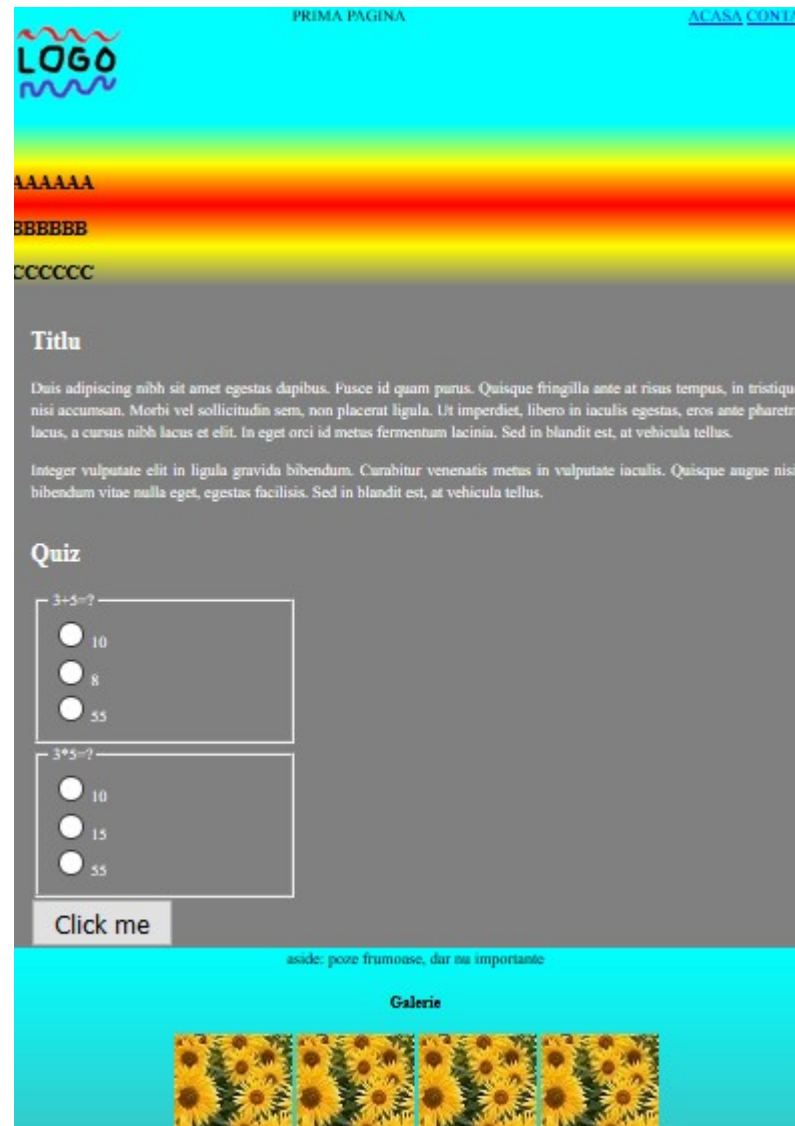 PRIMA PAGINA
ACASA CONTA
LOGO
AAAAAA
BBBBBB
CCCCCC
Titlu
Duis adipiscing nibh sit amet egestas dapibus. Fusce id quam purus. Quisque fringilla ante at risus tempus, in tristique
nisi accumsan. Morbi vel sollicitudin sem, non placerat ligula. Ut imperdiet, libero in iaculis egestas, eros ante pharetr
lacus, a cursus nibh lacus et elit. In eget orci id metus fermentum lacinia. Sed in blandit est, at vehicula tellus.
Integer vulputate elit in ligula gravida bibendum. Curabitur venenatis metus in vulputate iaculis. Quisque augue nisi
bibendum vitae nulla eget, egestas facilisis. Sed in blandit est, at vehicula tellus.
Quiz
3+5=?
10
8
55
3*5=?
10
15
55
Click me
aside: poze frumoase, dar nu importante
Galerie